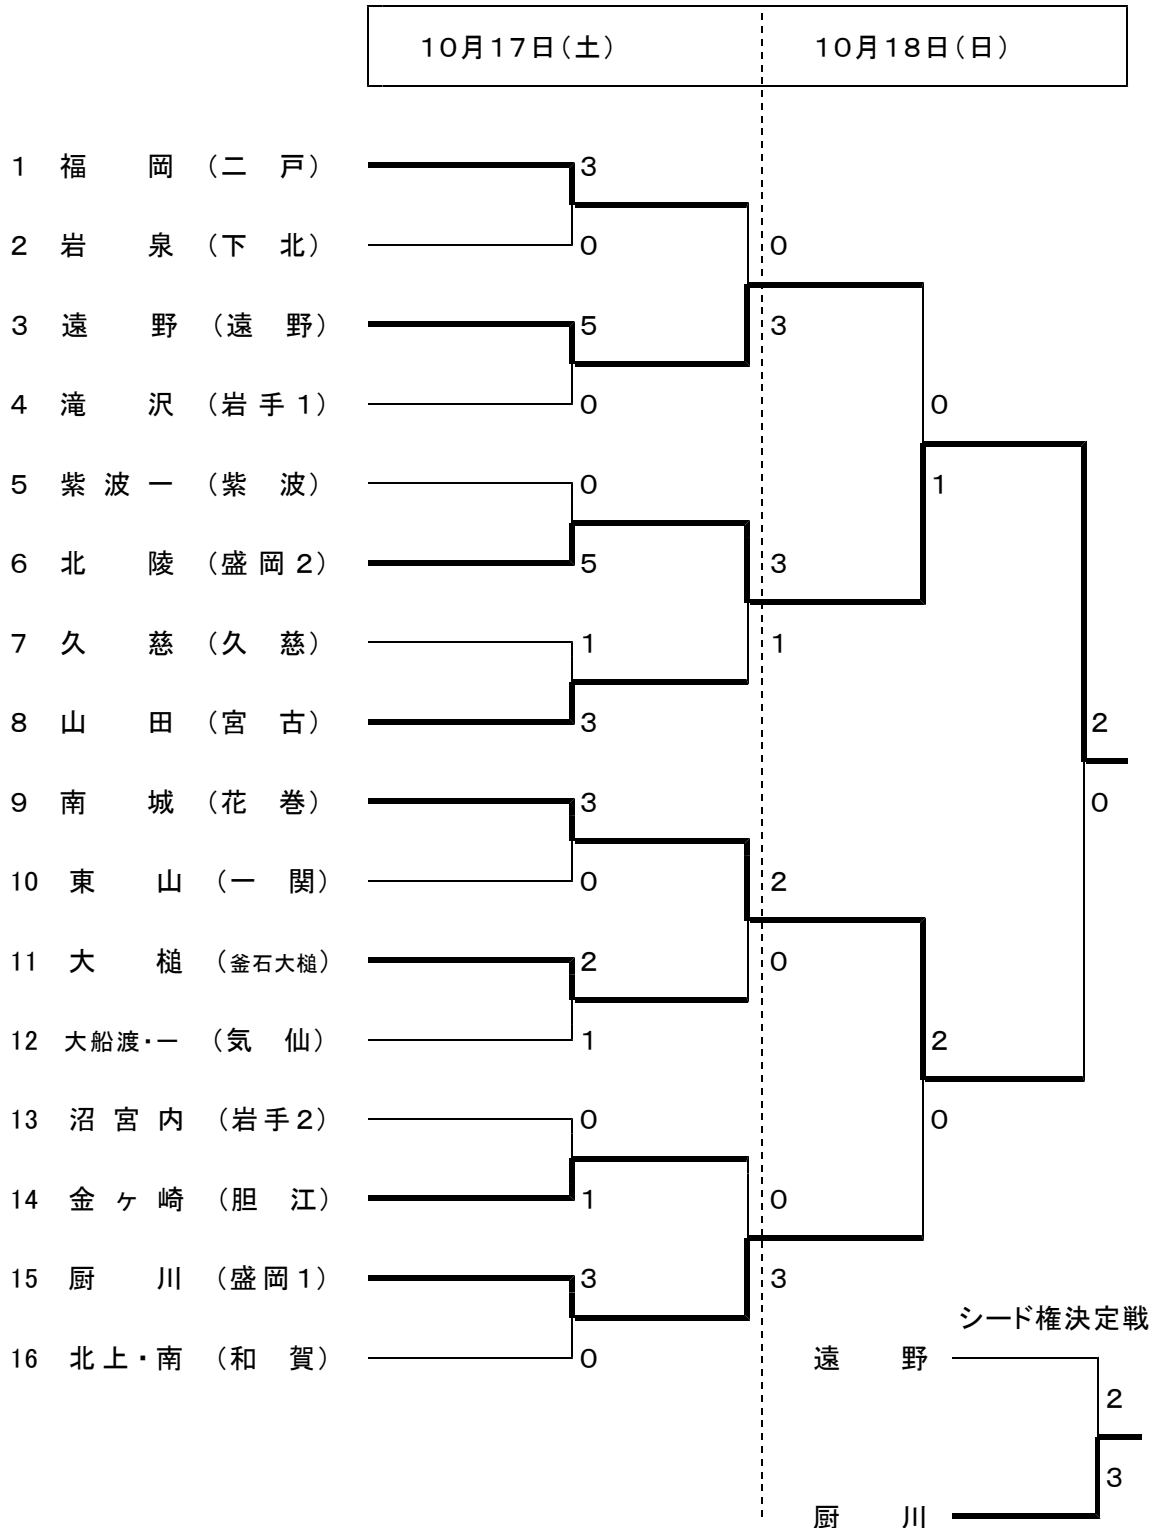 10月17日(土) 10月18日(日)
1 福 岡 (二 戸) 3
2 岩 泉 (下 北) 0 0
3 遠 野 (遠 野) 5 3
4 滝 沢 (岩手1) 0 0
5 紫波一 (紫 波) 0 1
6 北 陵 (盛岡2) 5 3
7 久 慈 (久 慈) 1 1
8 山 田 (宮 古) 3 2
9 南 城 (花 巻) 3 0
10 東 山 (一 関) 0 2
11 大 槌 (釜石大槌) 2 0
12 大船渡・一 (気 仙) 1 2
13 沼宮内 (岩手2) 0 0
14 金ヶ崎 (胆 江) 1 0
15 厨 川 (盛岡1) 3 3
シード権決定戦
16 北上・南 (和 賀) 0 遠 野
2
3
厨 川